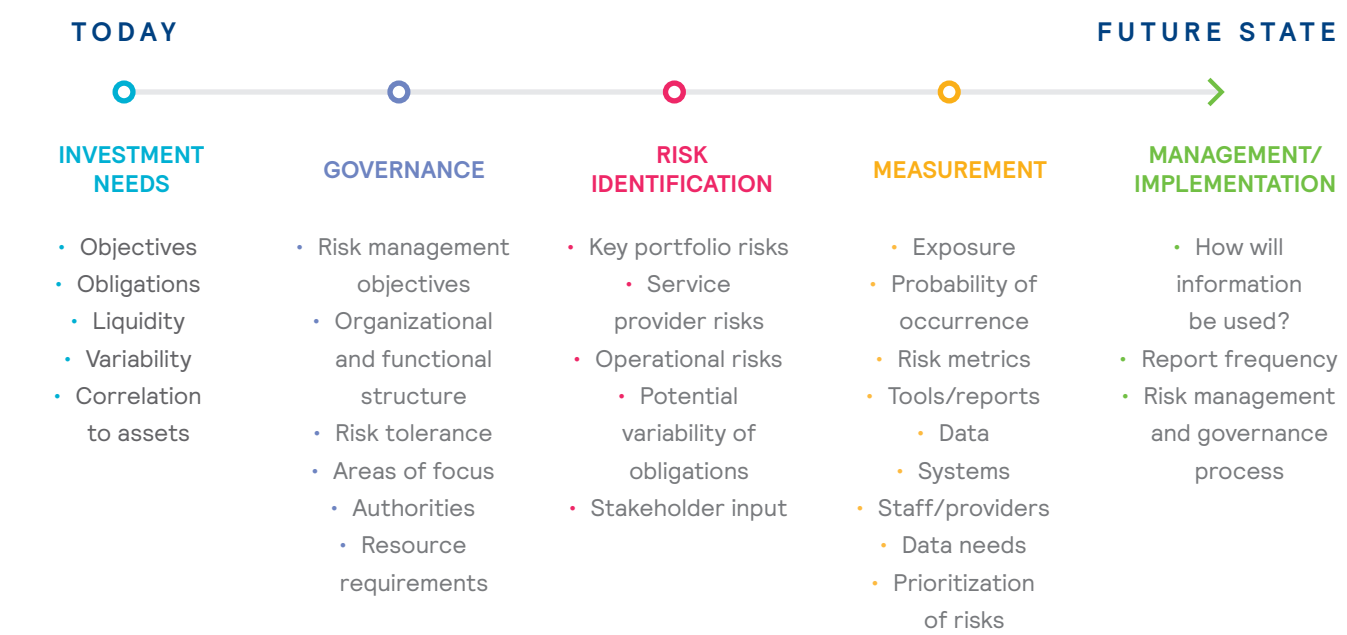 TODAY
FUTURE STATE
INVESTMENT
NEEDS
• Objectives
• Obligations
• Liquidity
• Variability
• Correlation
to assets
GOVERNANCE
• Risk management
objectives
• Organizational
and functional
structure
• Risk tolerance
• Areas of focus
• Authorities
• Resource
requirements
RISK
IDENTIFICATION
• Key portfolio risks
• Service
provider risks
• Operational risks
• Potential
variability of
obligations
• Stakeholder input
MEASUREMENT
• Exposure
• Probability of
occurrence
• Risk metrics
• Tools/reports
• Data
• Systems
• Staff/providers
• Data needs
• Prioritization
of risks
MANAGEMENT/
IMPLEMENTATION
• How will
information
be used?
• Report frequency
• Risk management
and governance
process